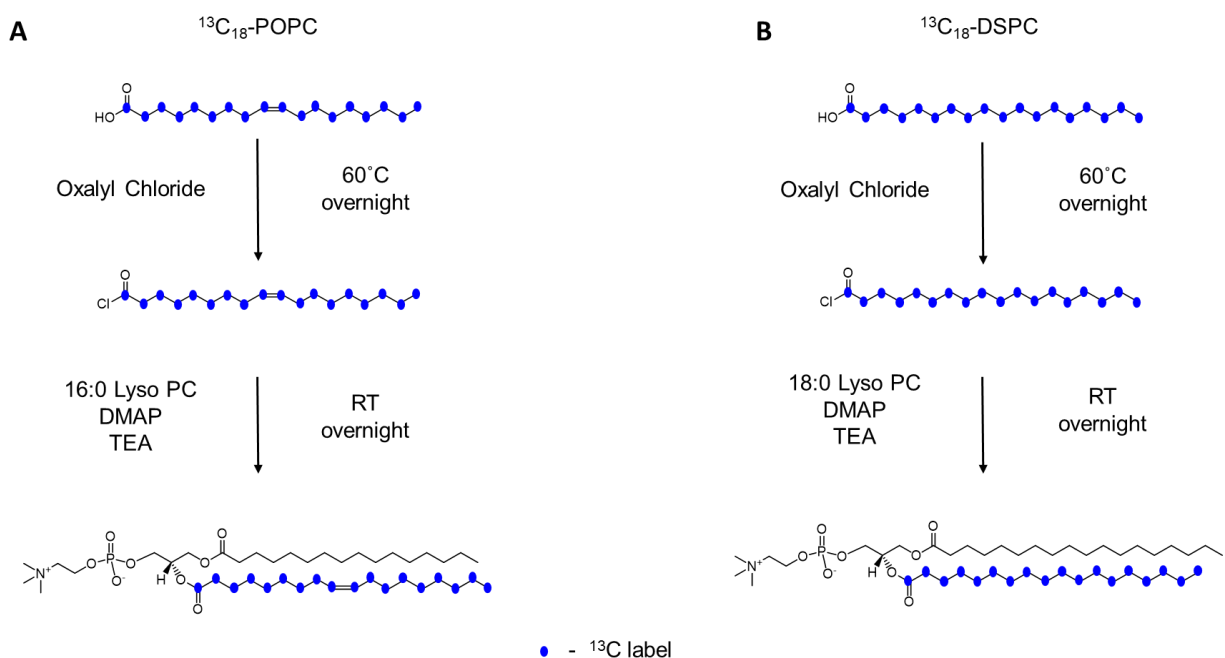 A
¹³C₁₈-POPC
O
HO
Oxalyl Chloride
60˚C
overnight
O
Cl
16:0 Lyso PC
DMAP
TEA
RT
overnight
N⁺
O
P
O
O⁻
O
H
O
O
O
O
B
¹³C₁₈-DSPC
O
HO
Oxalyl Chloride
60˚C
overnight
O
Cl
18:0 Lyso PC
DMAP
TEA
RT
overnight
N⁺
O
P
O
O⁻
O
H
O
O
O
O
- ¹³C label